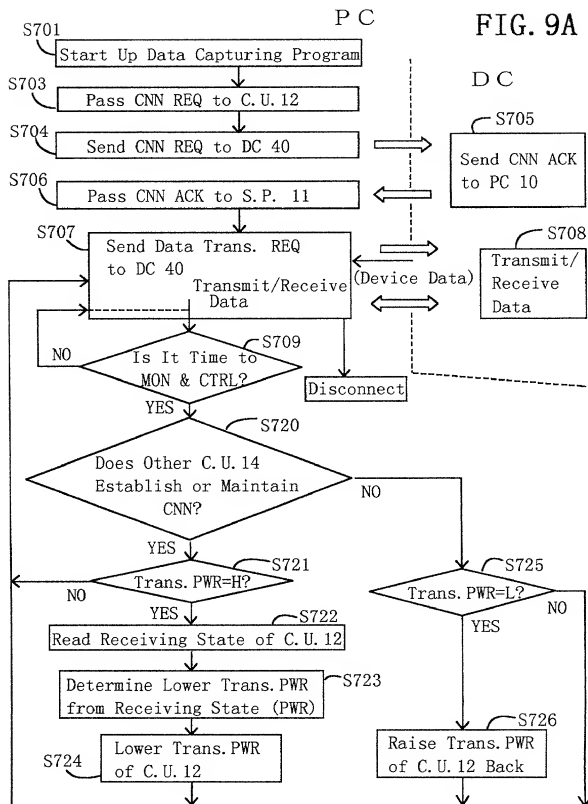 PC
FIG. 9A
DC
S701
Start Up Data Capturing Program
S703
Pass CNN REQ to C.U.12
S704
Send CNN REQ to DC 40
S705
Send CNN ACK
to PC 10
S706
Pass CNN ACK to S.P. 11
S707
Send Data Trans. REQ
to DC 40
Transmit/Receive
Data
(Device Data)
S708
Transmit/
Receive
Data
S709
NO
Is It Time to
MON & CTRL?
Disconnect
YES
S720
Does Other C.U.14
Establish or Maintain
CNN?
NO
YES
S721
Trans.PWR=H?
NO
YES
S725
Trans.PWR=L?
NO
YES
S722
Read Receiving State of C.U.12
S723
Determine Lower Trans.PWR
from Receiving State (PWR)
S724
Lower Trans.PWR
of C.U.12
S726
Raise Trans.PWR
of C.U.12 Back